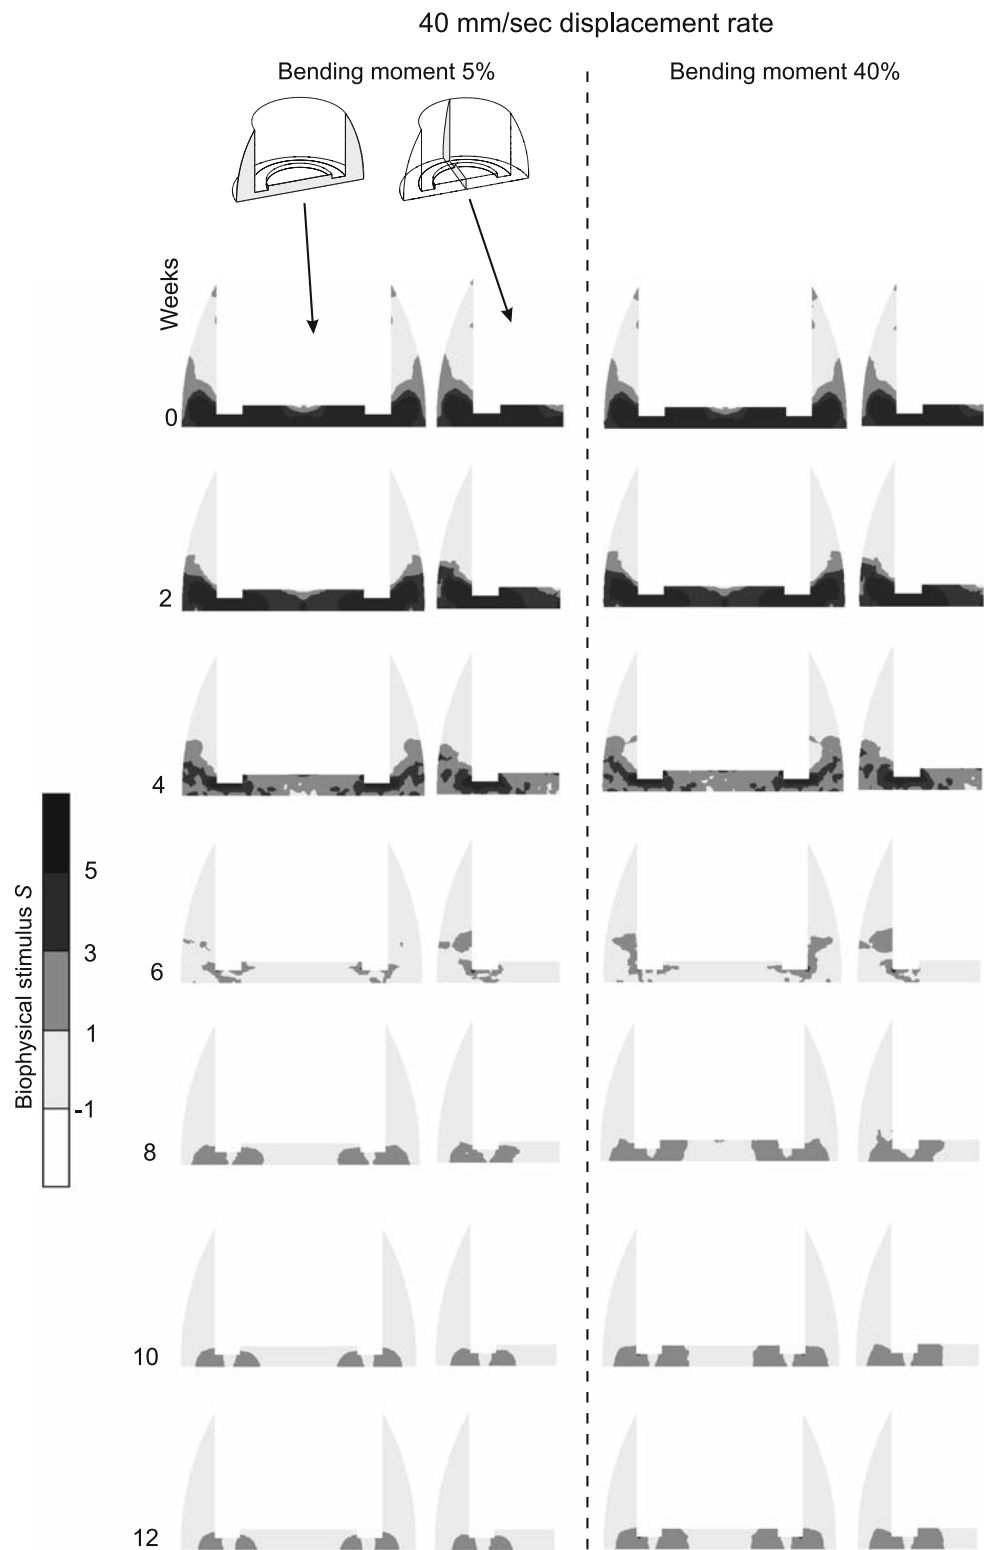 40 mm/sec displacement rate
Bending moment 5%
Bending moment 40%
Weeks
0
2
4
6
8
10
12
Biophysical stimulus S
5
3
1
-1